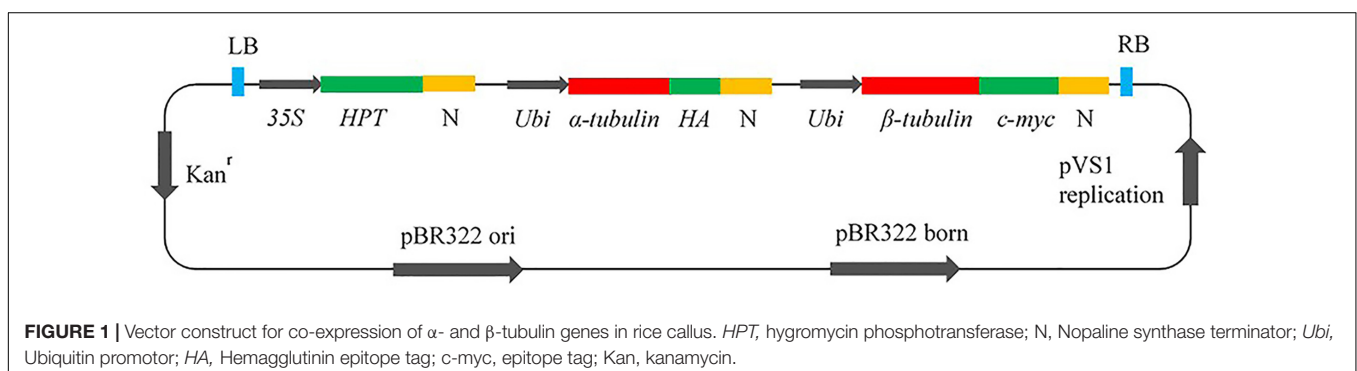 LB RB
35S HPT N Ubi α-tubulin HA N Ubi β-tubulin c-myc N
Kanʳ
pVS1
replication
pBR322 ori
pBR322 born
FIGURE 1 | Vector construct for co-expression of α- and β-tubulin genes in rice callus. HPT, hygromycin phosphotransferase; N, Nopaline synthase terminator; Ubi,
Ubiquitin promotor; HA, Hemagglutinin epitope tag; c-myc, epitope tag; Kan, kanamycin.